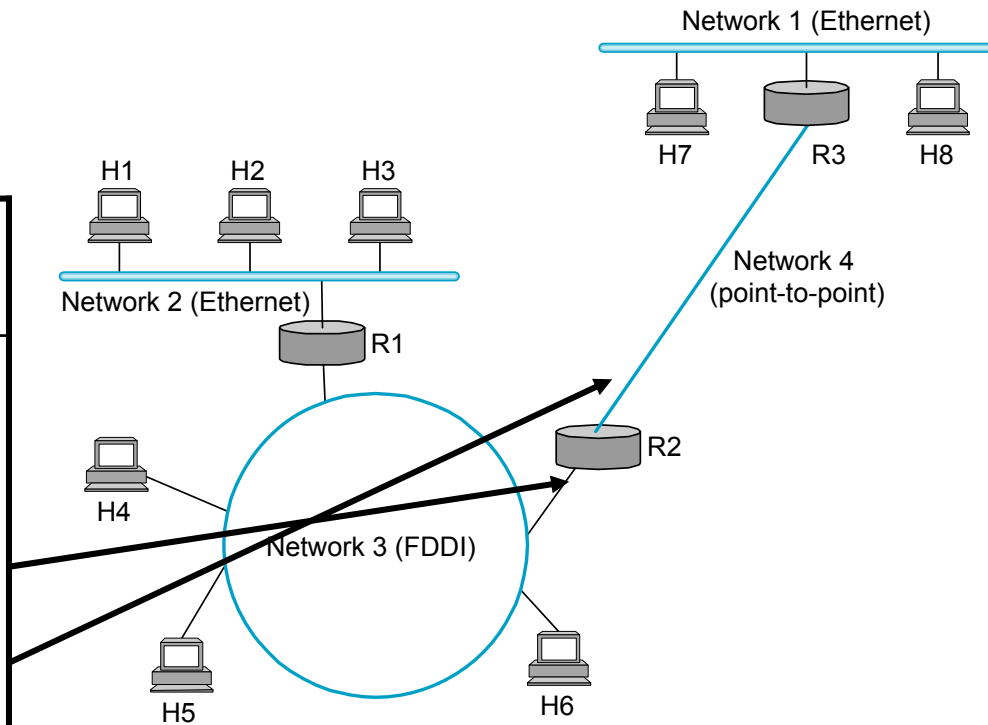 Network 1 (Ethernet)
H7
R3
H8
H1
H2
H3
Network 2 (Ethernet)
R1
Network 4
(point-to-point)
R2
H4
Network 3 (FDDI)
H5
H6